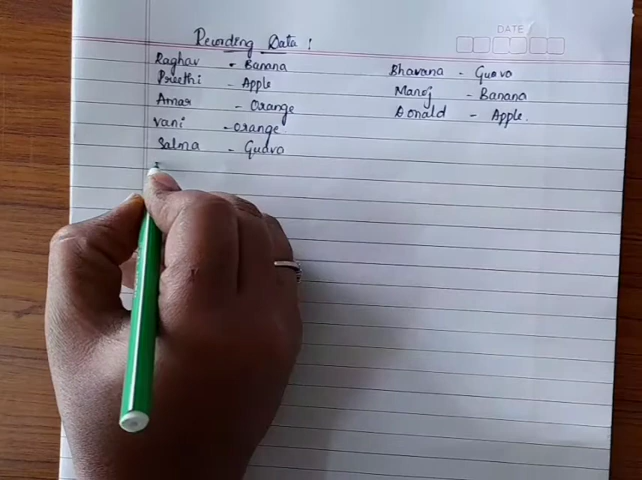 DATE
Recording Data :
Raghav - Banana
Preethi - Apple
Amar - Orange
Vani - Orange
Salma - Guava
Bhavana - Guava
Manoj - Banana
Donald - Apple.